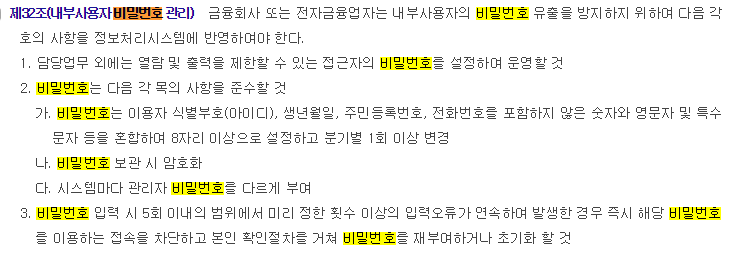 제32조(내부사용자 비밀번호 관리) 금융회사 또는 전자금융업자는 내부사용자의 비밀번호 유출을 방지하기 위하여 다음 각
호의 사항을 정보처리시스템에 반영하여야 한다.
1. 담당업무 외에는 열람 및 출력을 제한할 수 있는 접근자의 비밀번호를 설정하여 운영할 것
2. 비밀번호는 다음 각 목의 사항을 준수할 것
가. 비밀번호는 이용자 식별부호(아이디), 생년월일, 주민등록번호, 전화번호를 포함하지 않은 숫자와 영문자 및 특수
문자 등을 혼합하여 8자리 이상으로 설정하고 분기별 1회 이상 변경
나. 비밀번호 보관 시 암호화
다. 시스템마다 관리자 비밀번호를 다르게 부여
3. 비밀번호 입력 시 5회 이내의 범위에서 미리 정한 횟수 이상의 입력오류가 연속하여 발생한 경우 즉시 해당 비밀번호
를 이용하는 접속을 차단하고 본인 확인절차를 거쳐 비밀번호를 재부여하거나 초기화 할 것